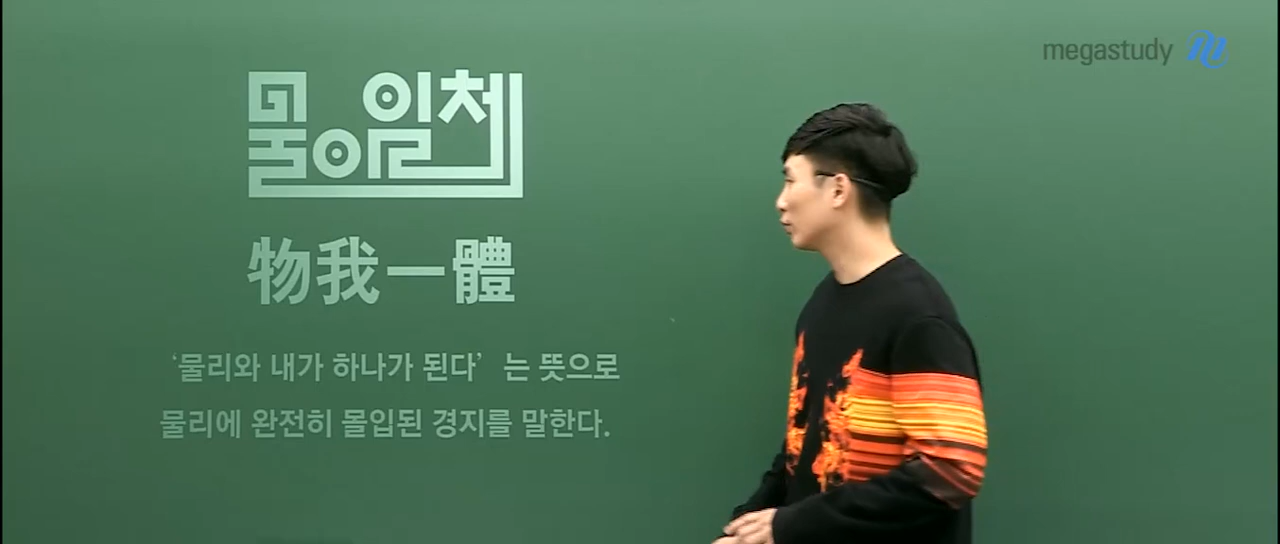 megastudy
물아일체
物我一體
‘물리와 내가 하나가 된다’ 는 뜻으로
물리에 완전히 몰입된 경지를 말한다.